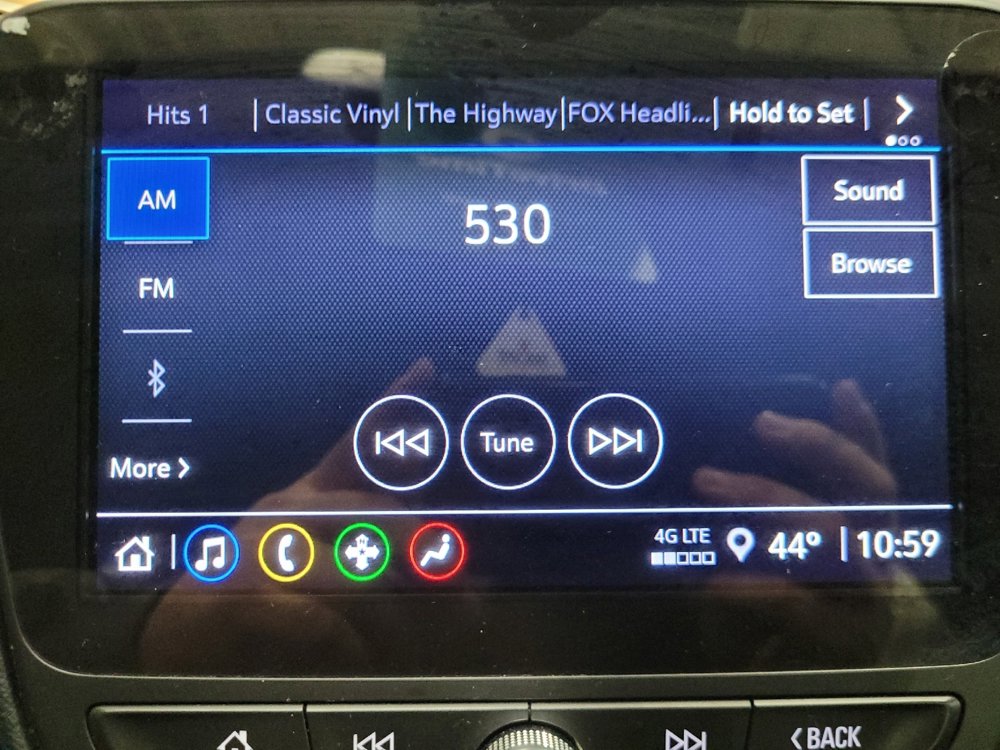 Hits 1 Classic Vinyl The Highway FOX Headli... Hold to Set
AM
530
Sound
Browse
FM
More
Tune
4G LTE
44° 10:59
BACK